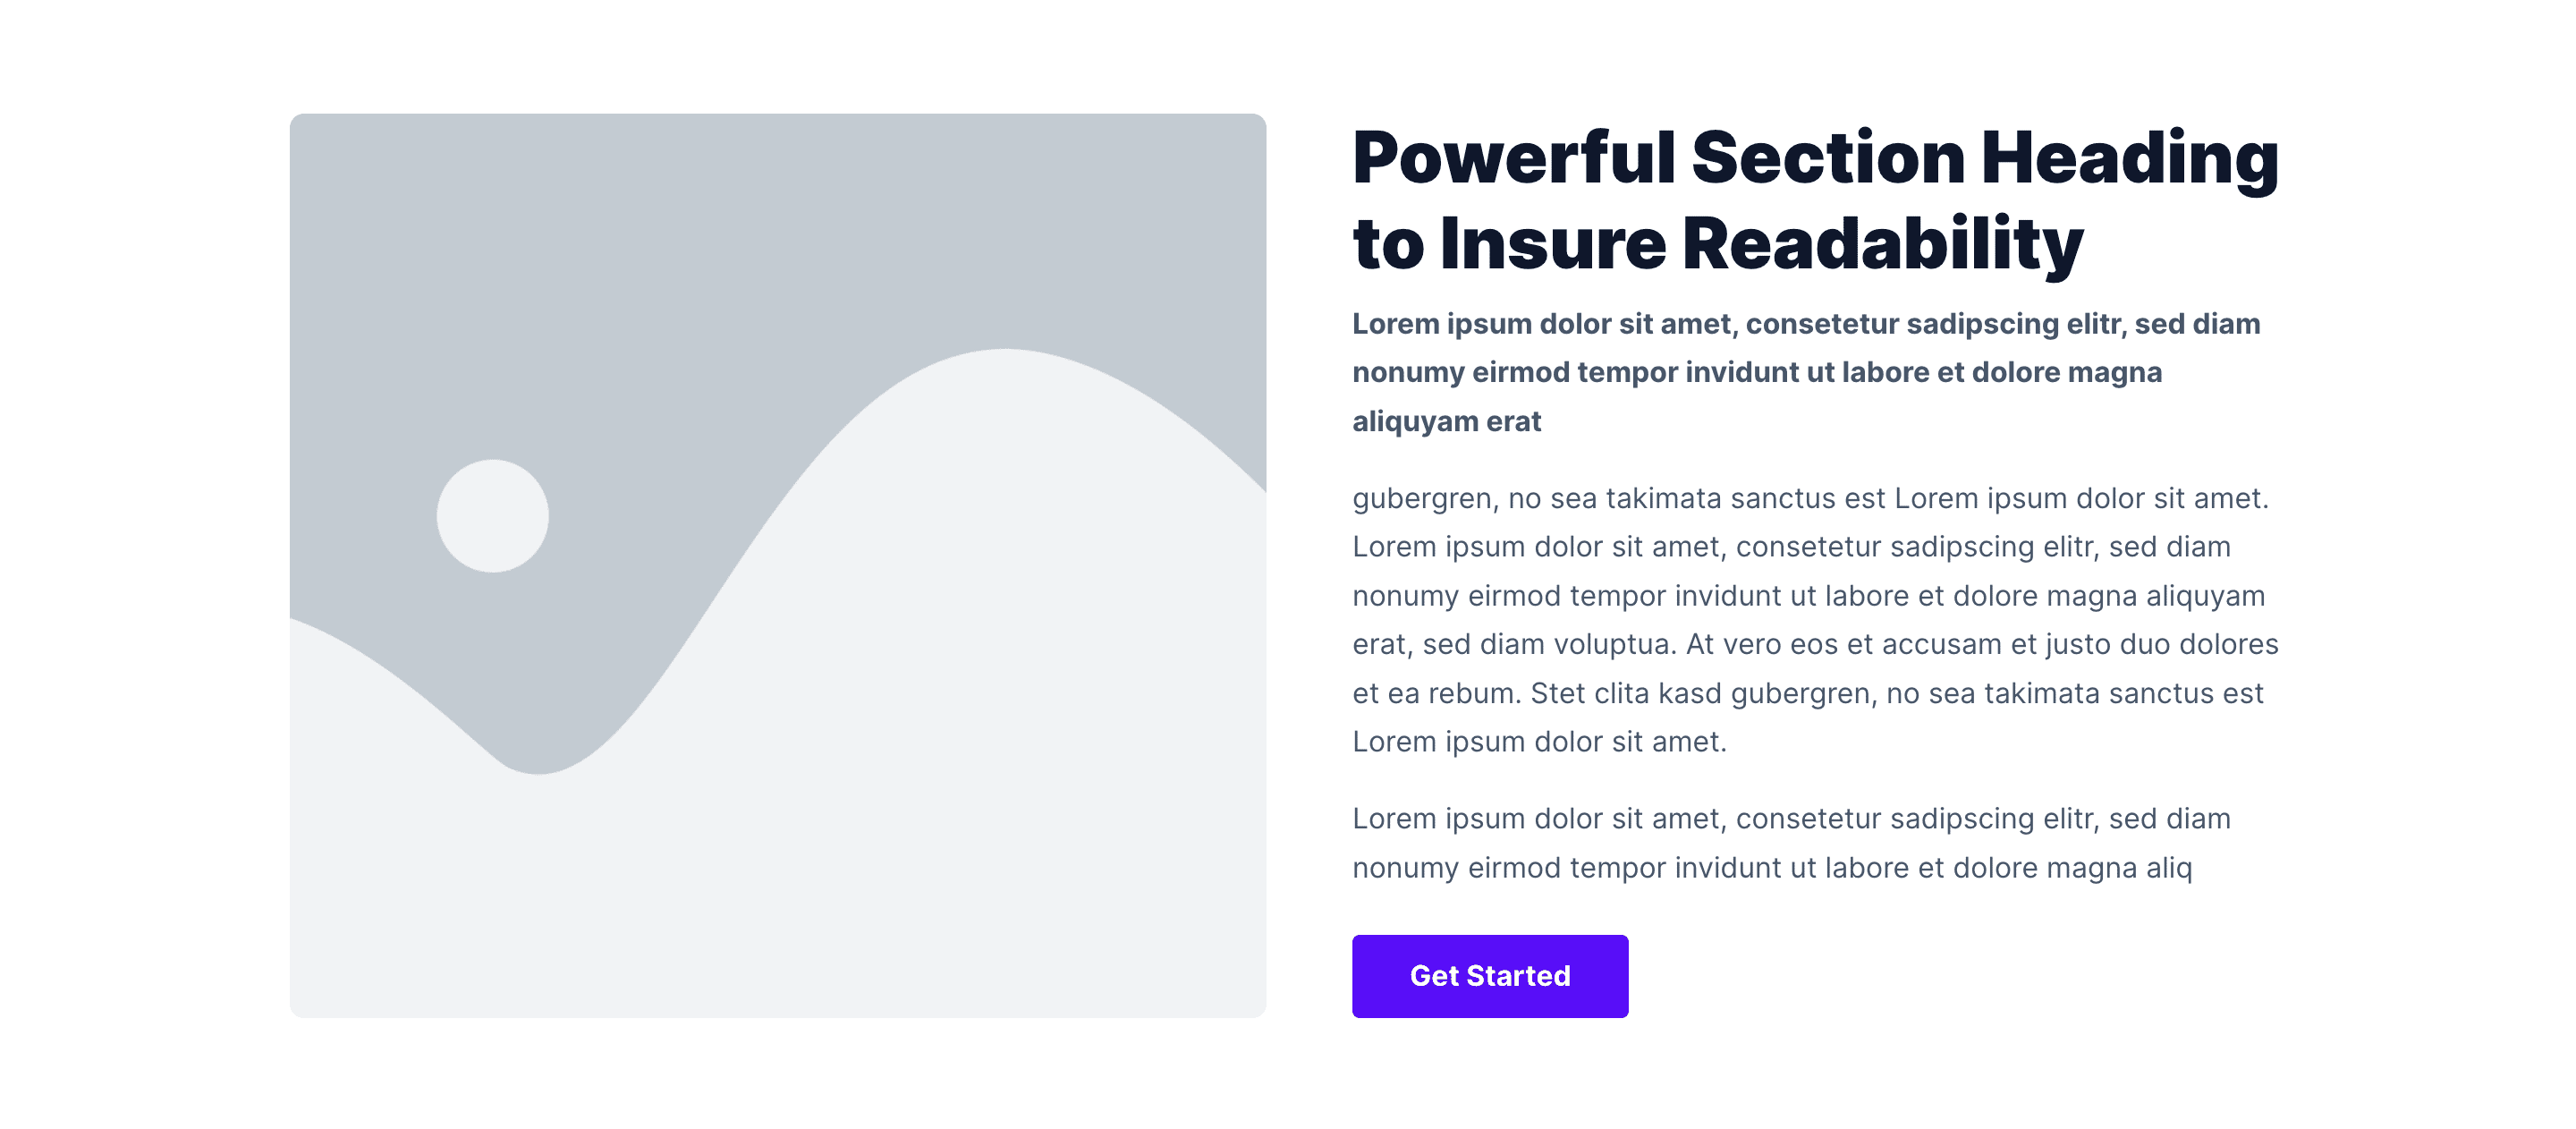 Powerful Section Heading
to Insure Readability
Lorem ipsum dolor sit amet, consetetur sadipscing elitr, sed diam
nonumy eirmod tempor invidunt ut labore et dolore magna
aliquyam erat
gubergren, no sea takimata sanctus est Lorem ipsum dolor sit amet.
Lorem ipsum dolor sit amet, consetetur sadipscing elitr, sed diam
nonumy eirmod tempor invidunt ut labore et dolore magna aliquyam
erat, sed diam voluptua. At vero eos et accusam et justo duo dolores
et ea rebum. Stet clita kasd gubergren, no sea takimata sanctus est
Lorem ipsum dolor sit amet.
Lorem ipsum dolor sit amet, consetetur sadipscing elitr, sed diam
nonumy eirmod tempor invidunt ut labore et dolore magna aliq
Get Started